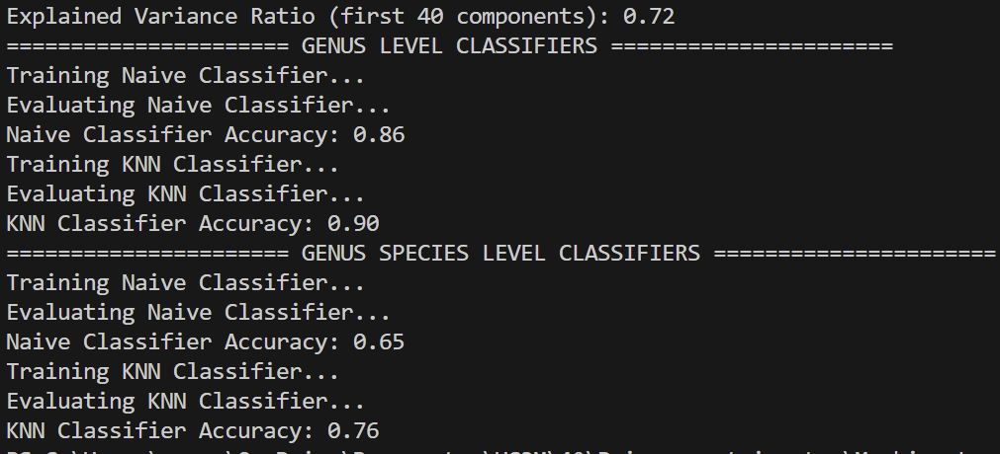 Explained Variance Ratio (first 40 components): 0.72
====================== GENUS LEVEL CLASSIFIERS ======================
Training Naive Classifier...
Evaluating Naive Classifier...
Naive Classifier Accuracy: 0.86
Training KNN Classifier...
Evaluating KNN Classifier...
KNN Classifier Accuracy: 0.90
====================== GENUS SPECIES LEVEL CLASSIFIERS ======================
Training Naive Classifier...
Evaluating Naive Classifier...
Naive Classifier Accuracy: 0.65
Training KNN Classifier...
Evaluating KNN Classifier...
KNN Classifier Accuracy: 0.76